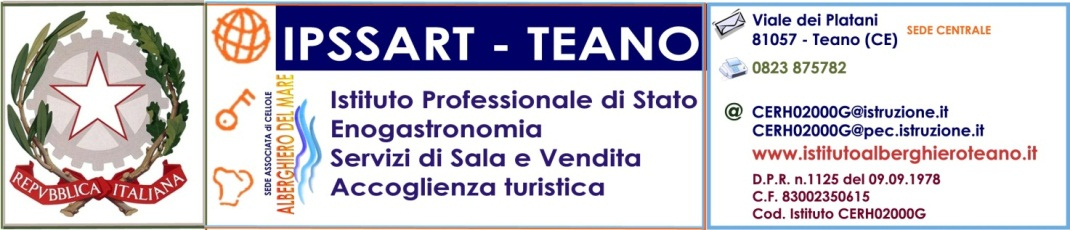 REPVBBLICA ITALIANA
IPSSART - TEANO
SEDE ASSOCIATA di CELLOLE
ALBERGHIERO DEL MARE
Istituto Professionale di Stato
Enogastronomia
Servizi di Sala e Vendita
Accoglienza turistica
Viale dei Platani
81057 - Teano (CE)
SEDE CENTRALE
0823 875782
@ CERH02000G@istruzione.it
CERH02000G@pec.istruzione.it
www.istitutoalberghieroteano.it
D.P.R. n.1125 del 09.09.1978
C.F. 83002350615
Cod. Istituto CERH02000G